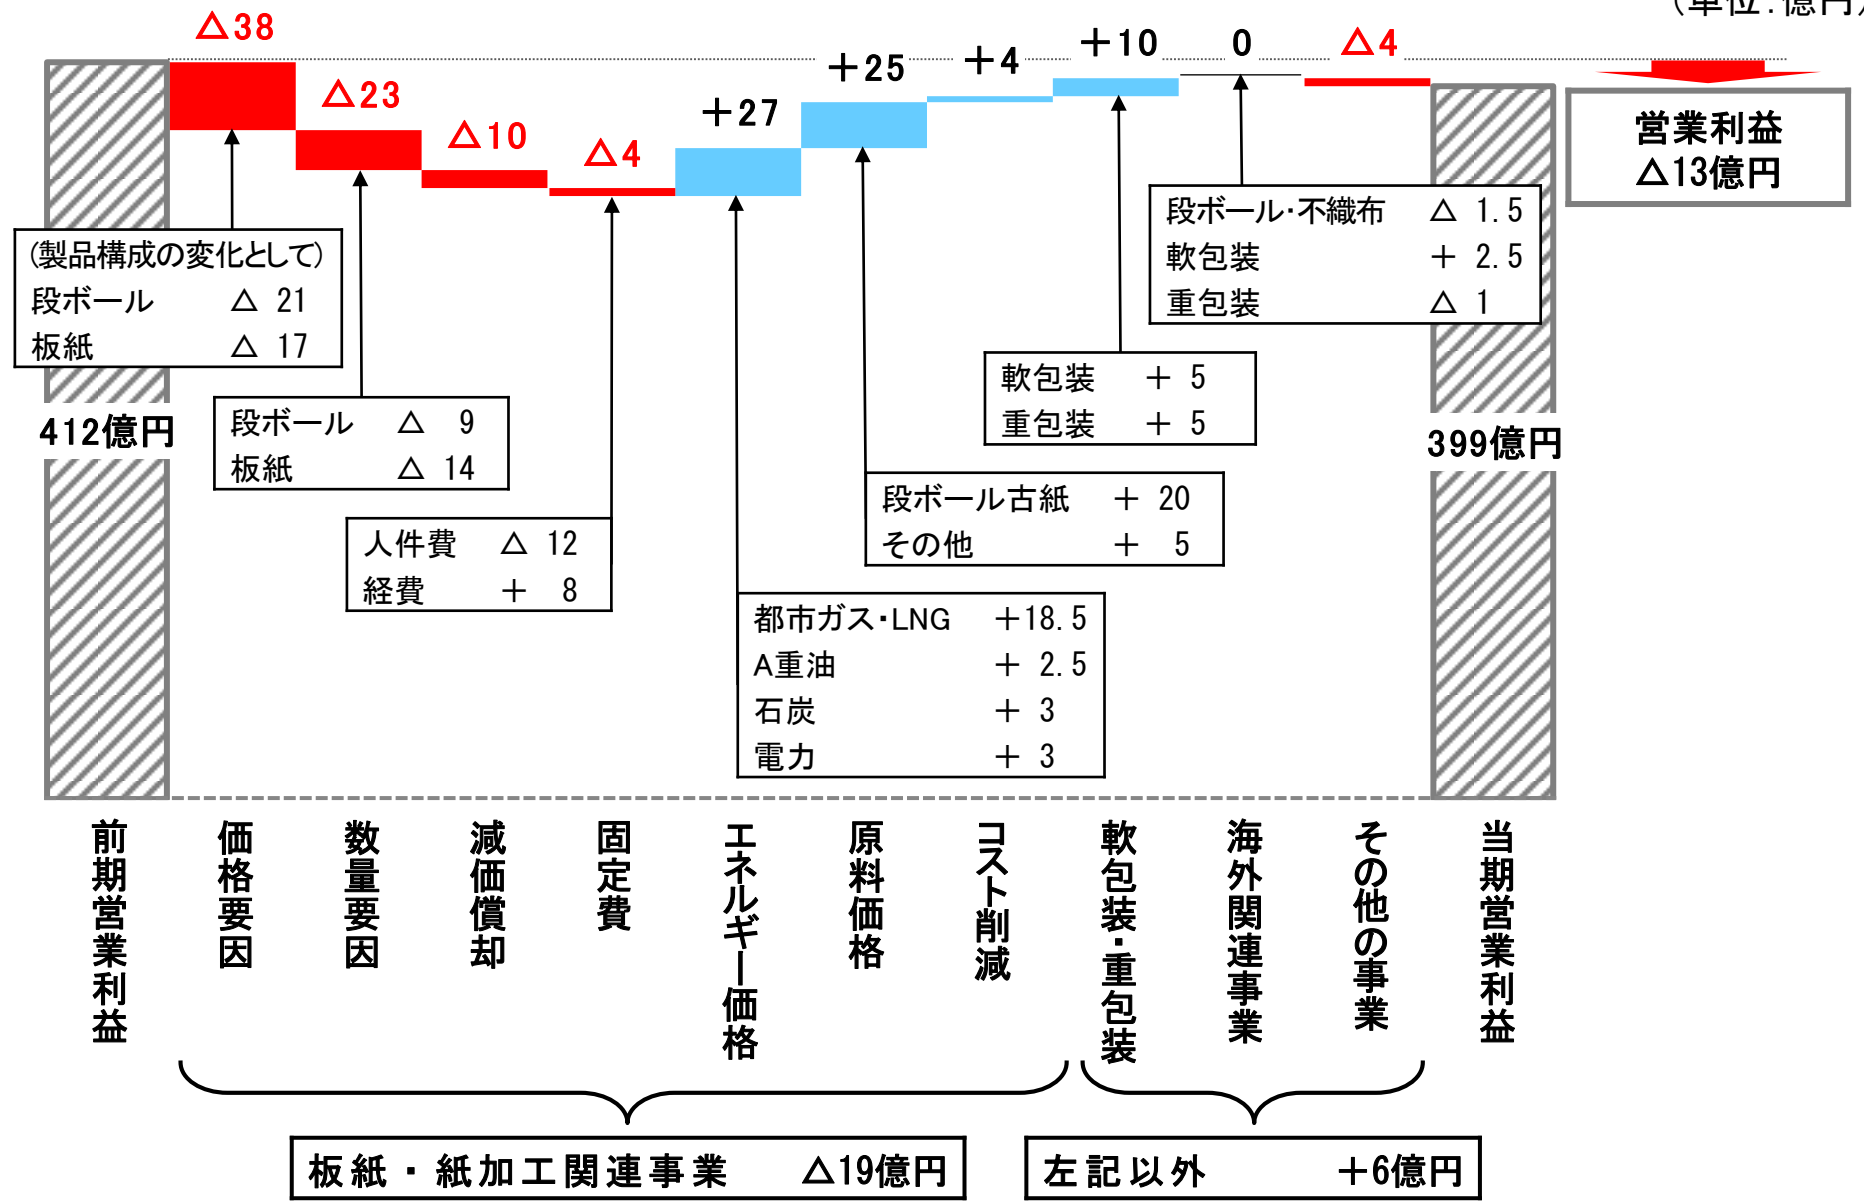 (単位:億円)
△38
△23
△10
△4
+27
+25
+4
+10
0
△4
営業利益
△13億円
(製品構成の変化として)
段ボール △ 21
板紙 △ 17
段ボール・不織布 △ 1.5
軟包装 + 2.5
重包装 △ 1
軟包装 + 5
重包装 + 5
412億円
段ボール △ 9
板紙 △ 14
399億円
段ボール古紙 + 20
その他 + 5
人件費 △ 12
経費 + 8
都市ガス・LNG +18.5
A重油 + 2.5
石炭 + 3
電力 + 3
前期営業利益
価格要因
数量要因
減価償却
固定費
エネルギー価格
原料価格
コスト削減
軟包装・重包装
海外関連事業
その他の事業
当期営業利益
板紙・紙加工関連事業 △19億円
左記以外 +6億円